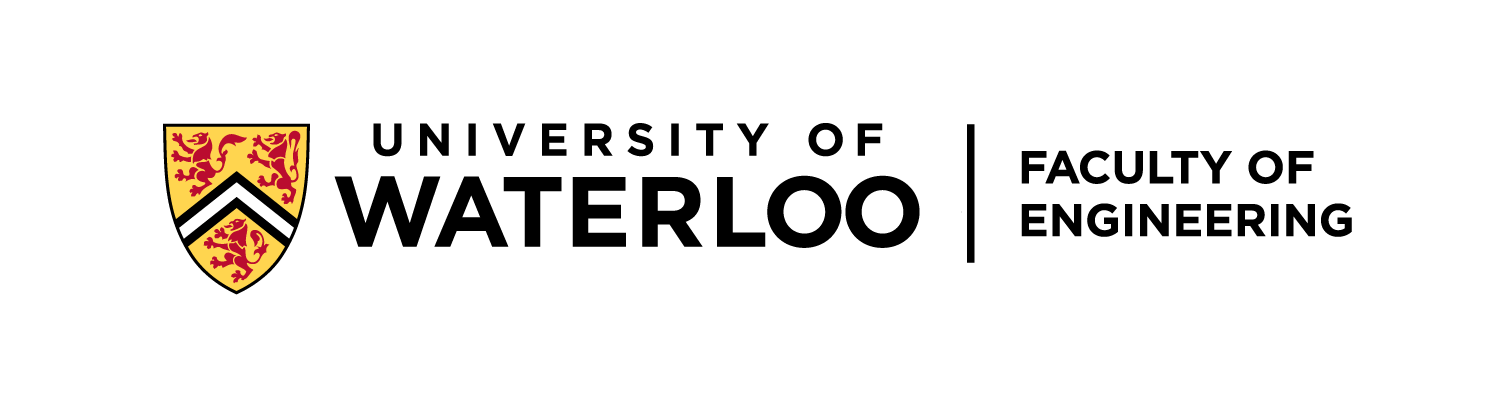 UNIVERSITY OF
WATERLOO
FACULTY OF
ENGINEERING